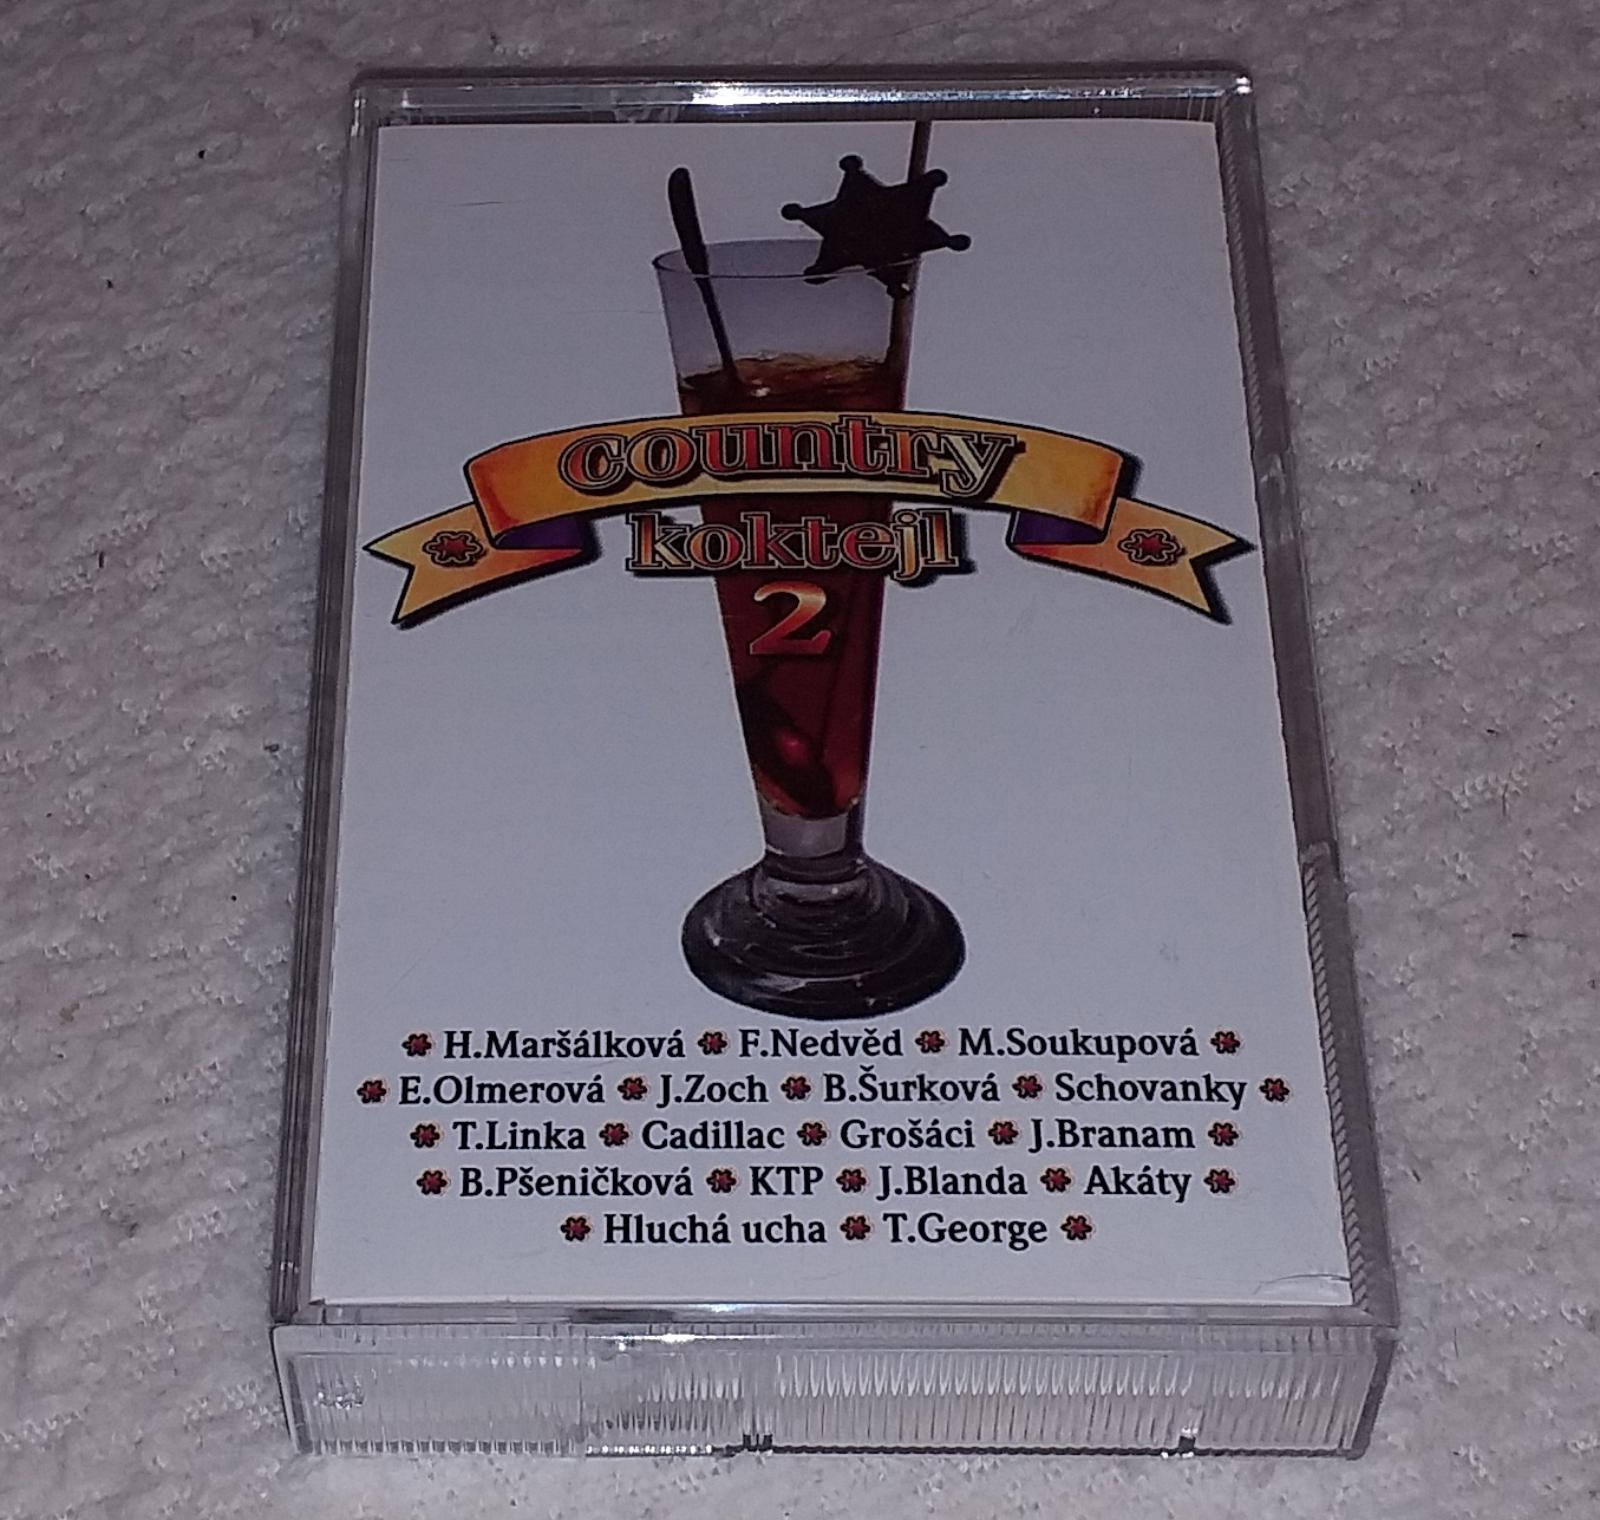 country
koktejl
2
H.Maršálková F.Nedvěd M.Soukupová
E.Olmerová J.Zoch B.Šurková Schovanky
T.Linka Cadillac Grošáci J.Branam
B.Pšeničková KTP J.Blanda Akáty
Hluchá ucha T.George